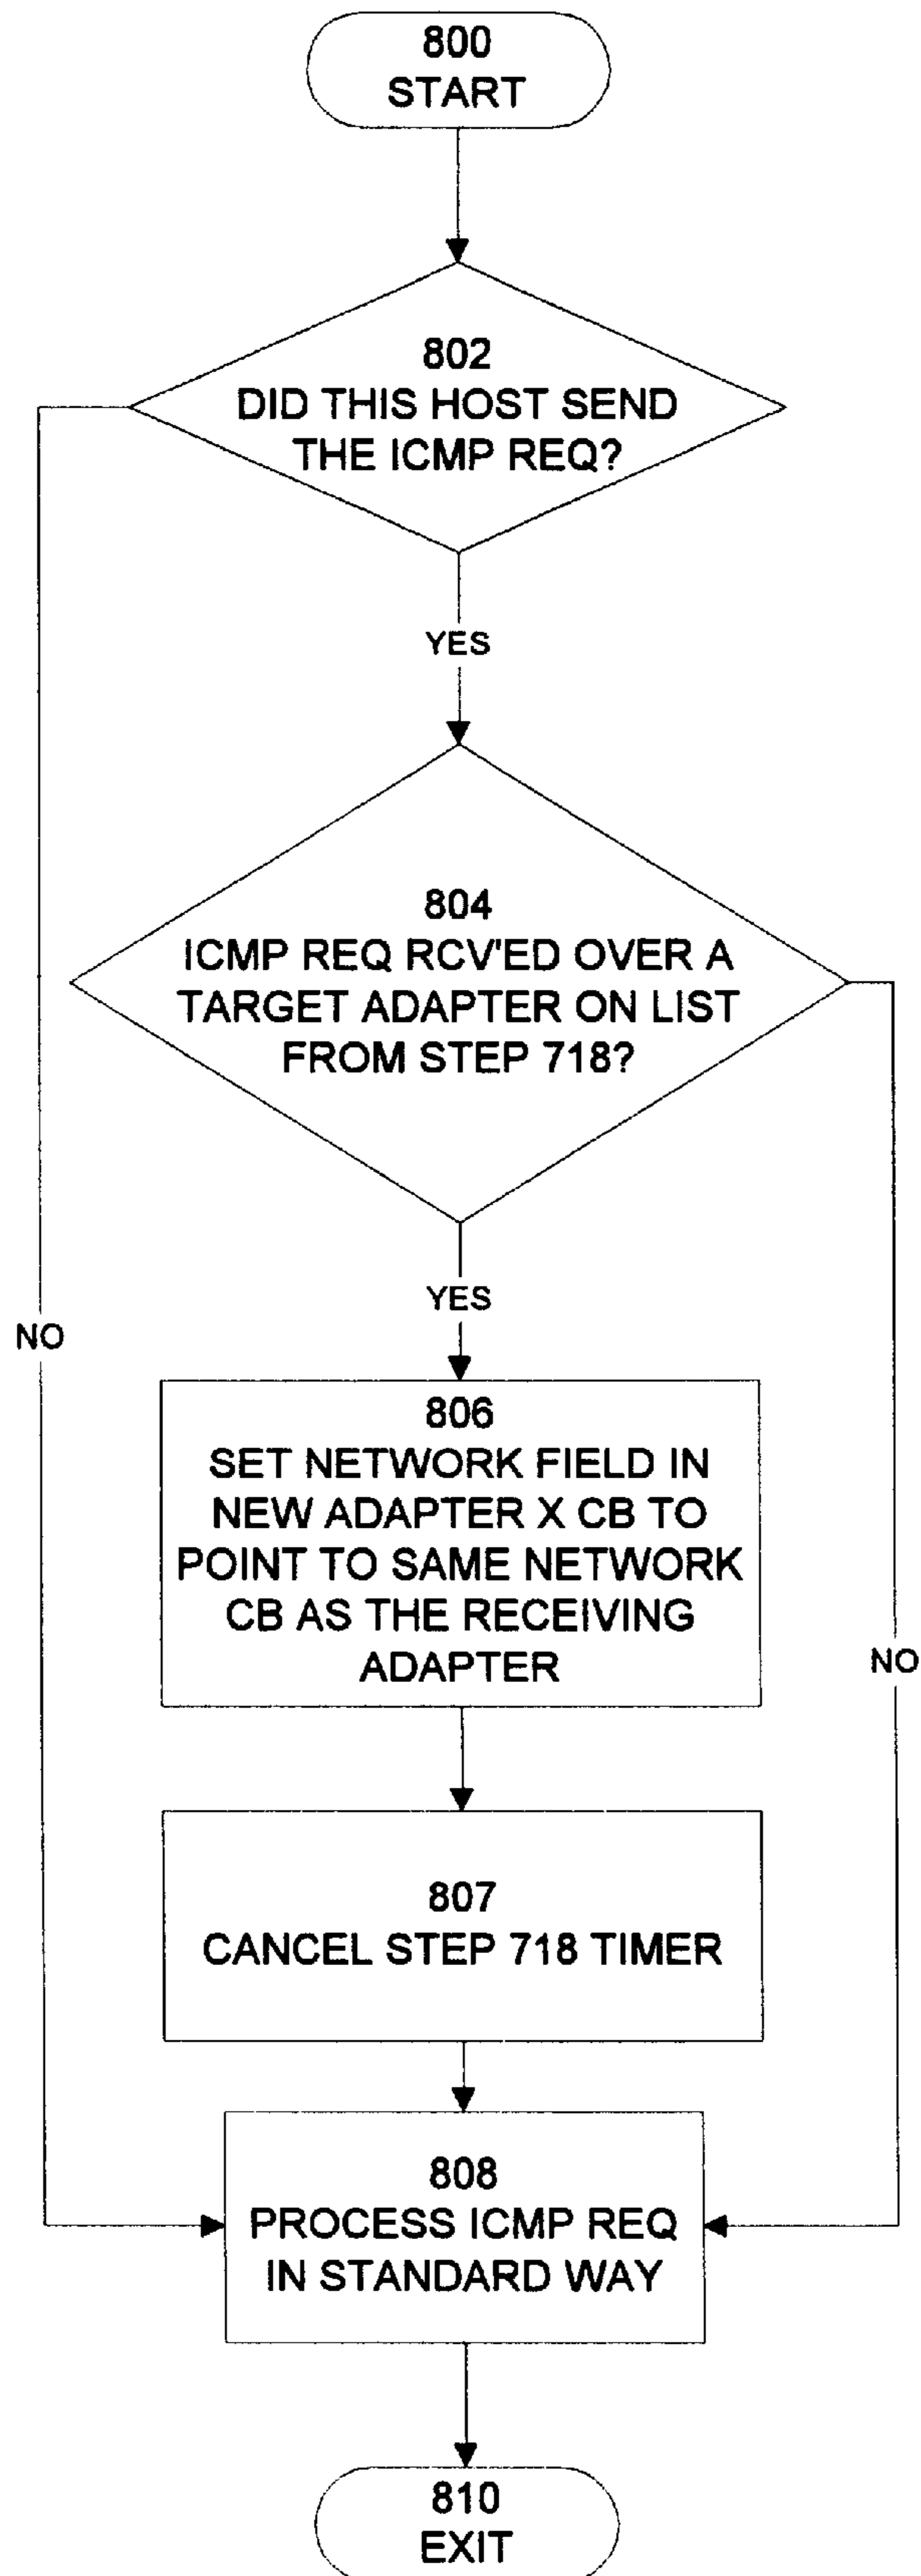 800
START
802
DID THIS HOST SEND
THE ICMP REQ?
YES
804
ICMP REQ RCV'ED OVER A
TARGET ADAPTER ON LIST
FROM STEP 718?
YES
NO
806
SET NETWORK FIELD IN
NEW ADAPTER X CB TO
POINT TO SAME NETWORK
CB AS THE RECEIVING
ADAPTER
NO
807
CANCEL STEP 718 TIMER
808
PROCESS ICMP REQ
IN STANDARD WAY
810
EXIT